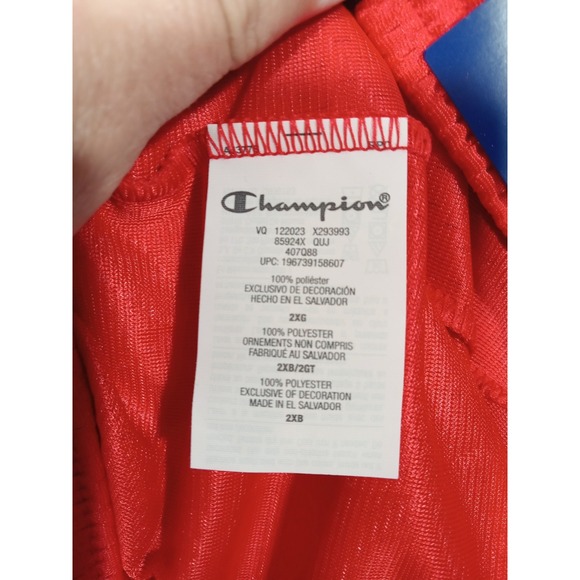 Champion®
VQ 122023 X293993
85924X QUJ
407Q88
UPC: 196739158607
100% poliéster
EXCLUSIVO DE DECORACIÓN
HECHO EN EL SALVADOR
2XG
100% POLYESTER
ORNEMENTS NON COMPRIS
FABRIQUÉ AU SALVADOR
2XB/2GT
100% POLYESTER
EXCLUSIVE OF DECORATION
MADE IN EL SALVADOR
2XB